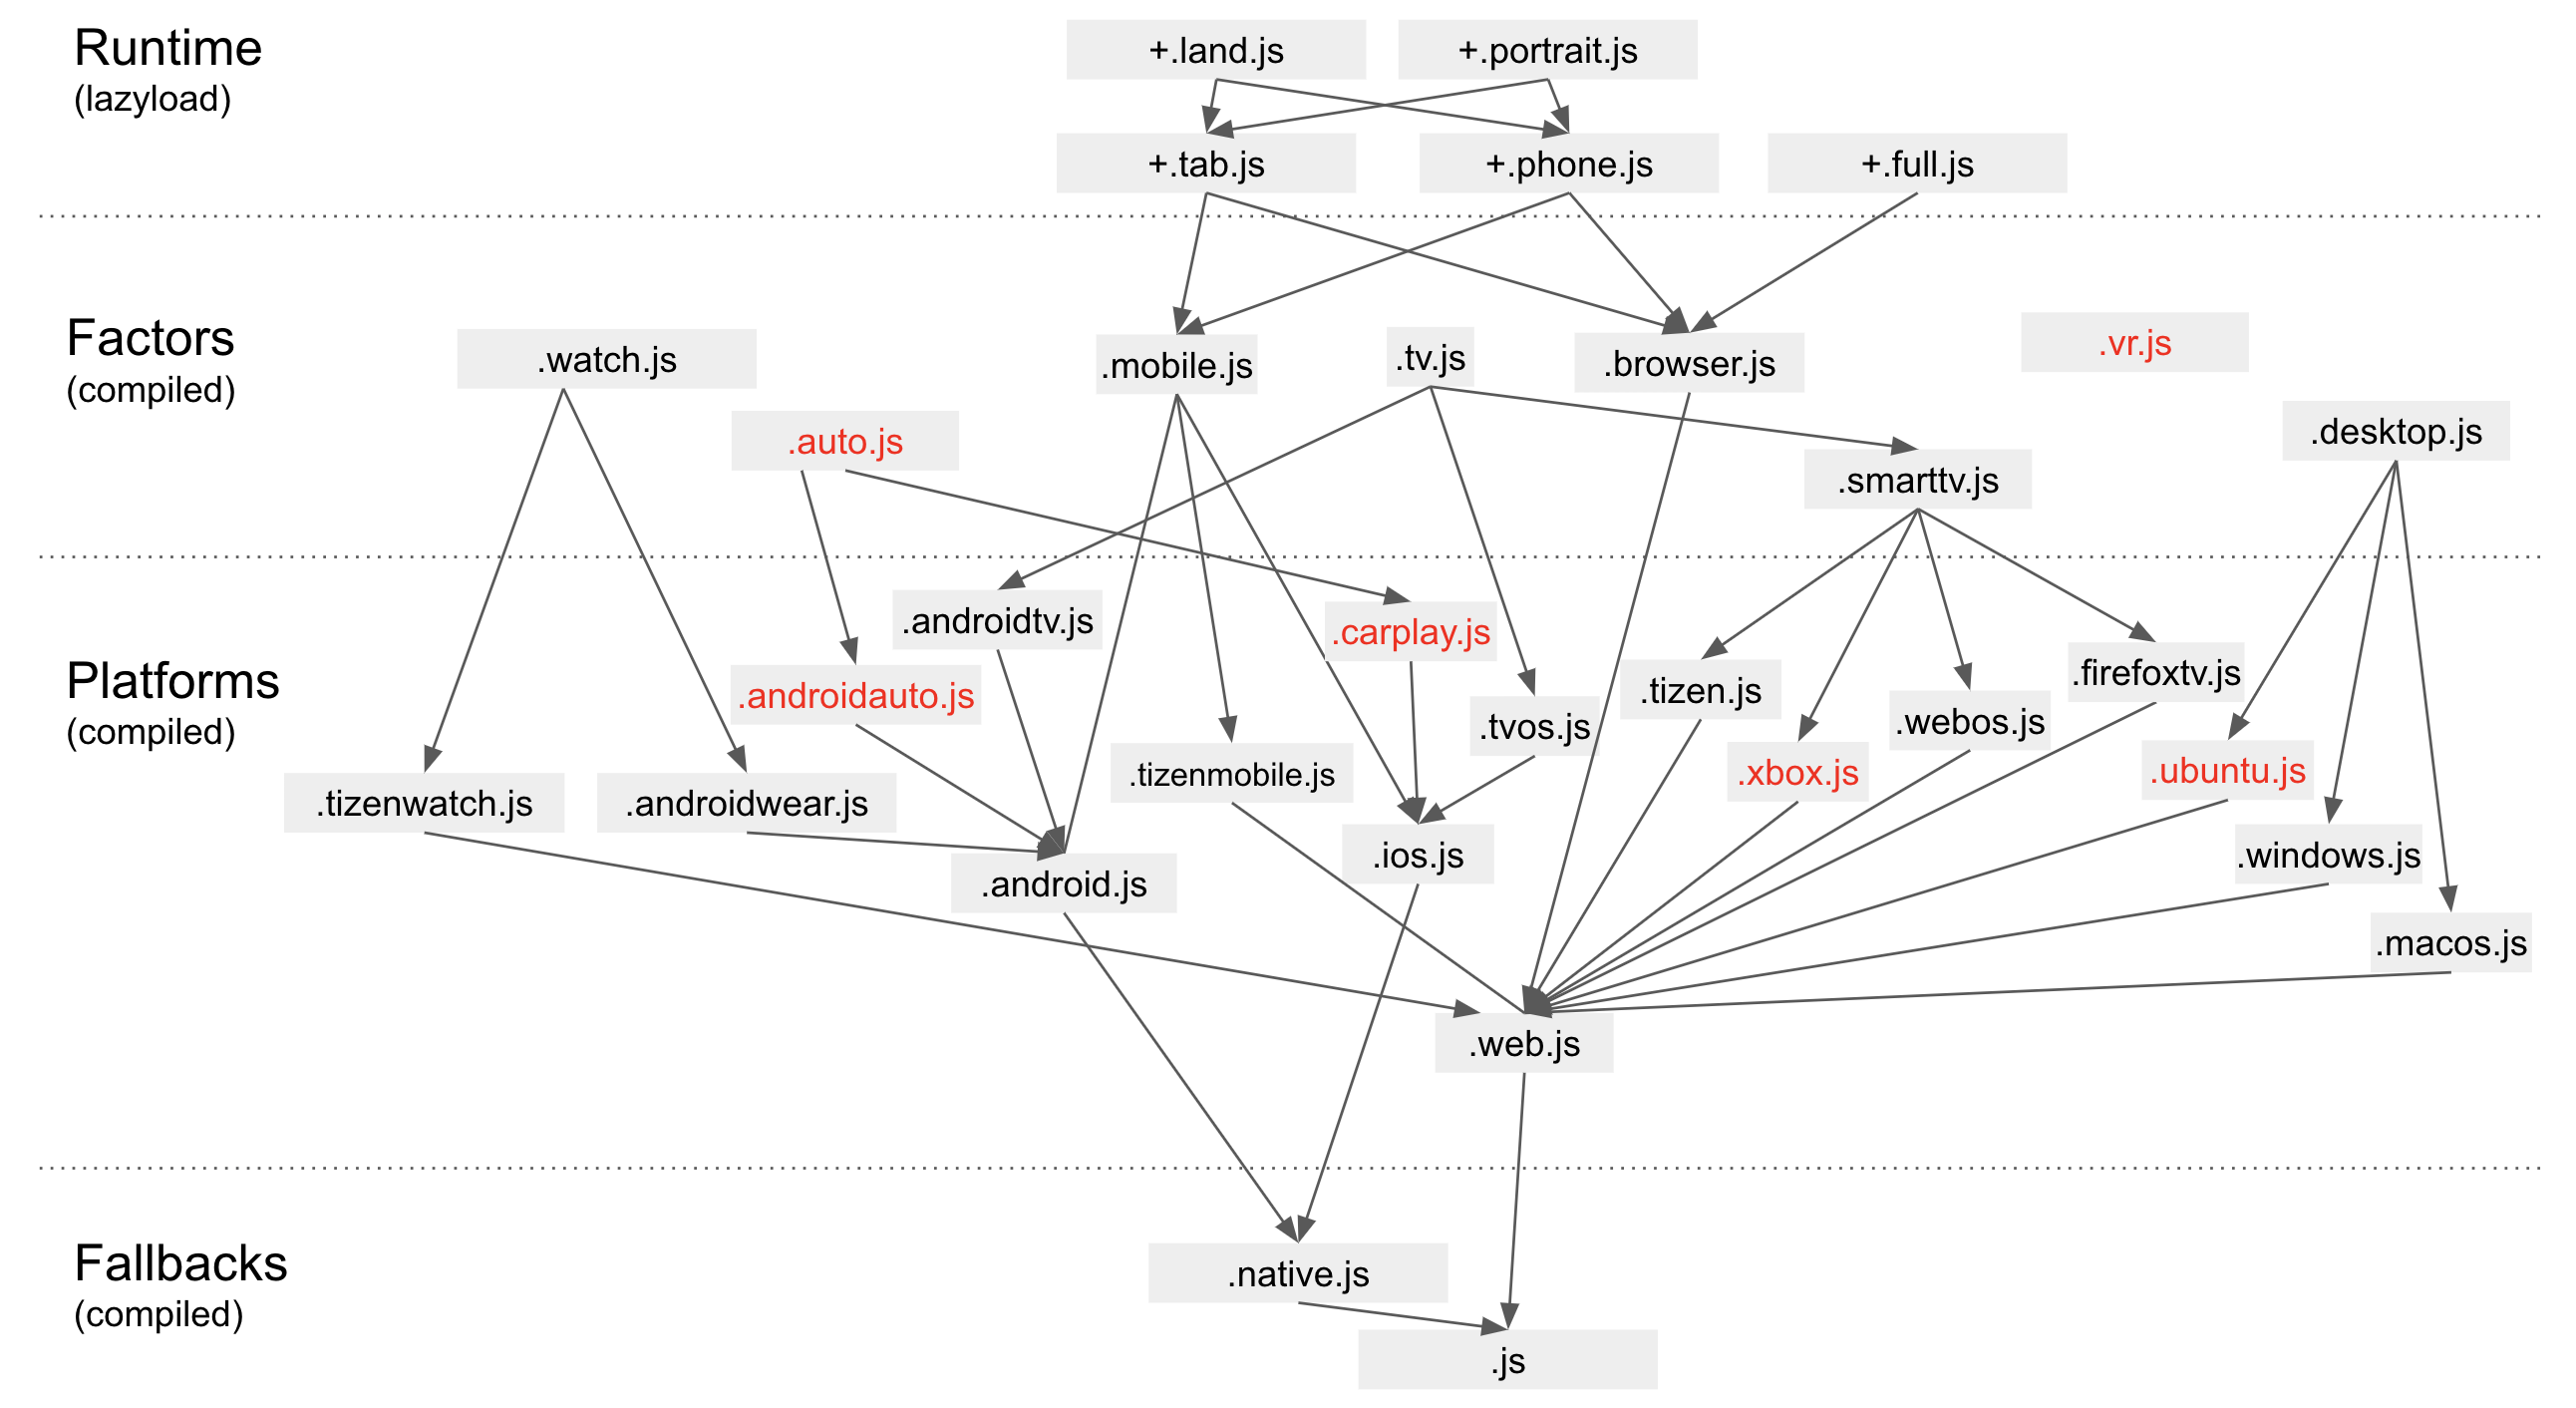 Runtime
(lazyload)
+.land.js
+.portrait.js
+.tab.js
+.phone.js
+.full.js
Factors
(compiled)
.watch.js
.mobile.js
.tv.js
.browser.js
.vr.js
.auto.js
.desktop.js
.smarttv.js
Platforms
(compiled)
.androidtv.js
.carplay.js
.androidauto.js
.tizen.js
.firefoxtv.js
.tvos.js
.webos.js
.tizenmobile.js
.xbox.js
.ubuntu.js
.tizenwatch.js
.androidwear.js
.ios.js
.windows.js
.android.js
.macos.js
.web.js
Fallbacks
(compiled)
.native.js
.js